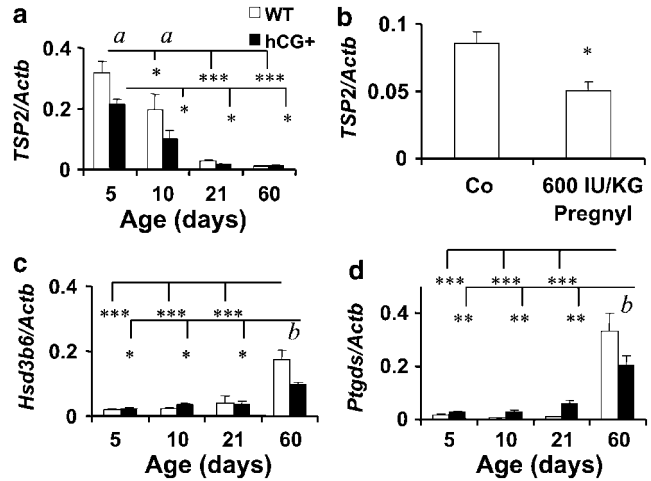 a
WT
hCG+
a a
TSP2/Actb
0.4
0.2
0
* *** ***
* * *
5 10 21 60
Age (days)
b
TSP2/Actb
0.1
0.05
0
*
Co 600 IU/KG
Pregnyl
c
Hsd3b6/Actb
0.4
0.2
0
*** *** ***
b
* * *
5 10 21 60
Age (days)
d
Ptgds/Actb
0.4
0.2
0
*** *** ***
b
** ** **
5 10 21 60
Age (days)